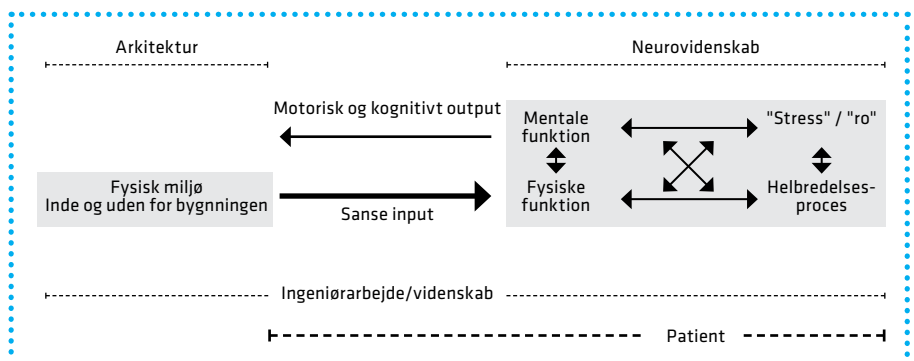 Arkitektur
Neurovidenskab
Motorisk og kognitivt output
Mentale
funktion
"Stress" / "ro"
Fysisk miljø
Inde og uden for bygnningen
Sanse input
Fysiske
funktion
Helbredelses-
proces
Ingeniørarbejde/videnskab
Patient